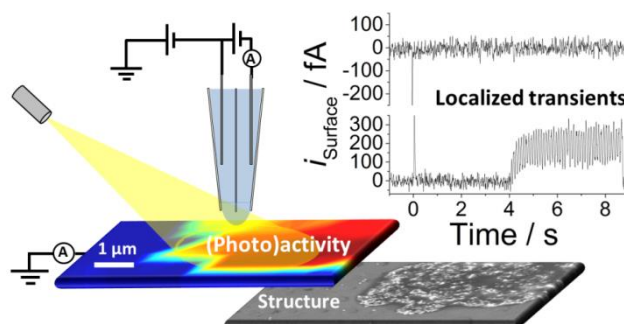 A
A
1 µm
(Photo)activity
Structure
i Surface / fA
100
0
-100
-200
Localized transients
300
200
100
0
0 2 4 6 8
Time / s